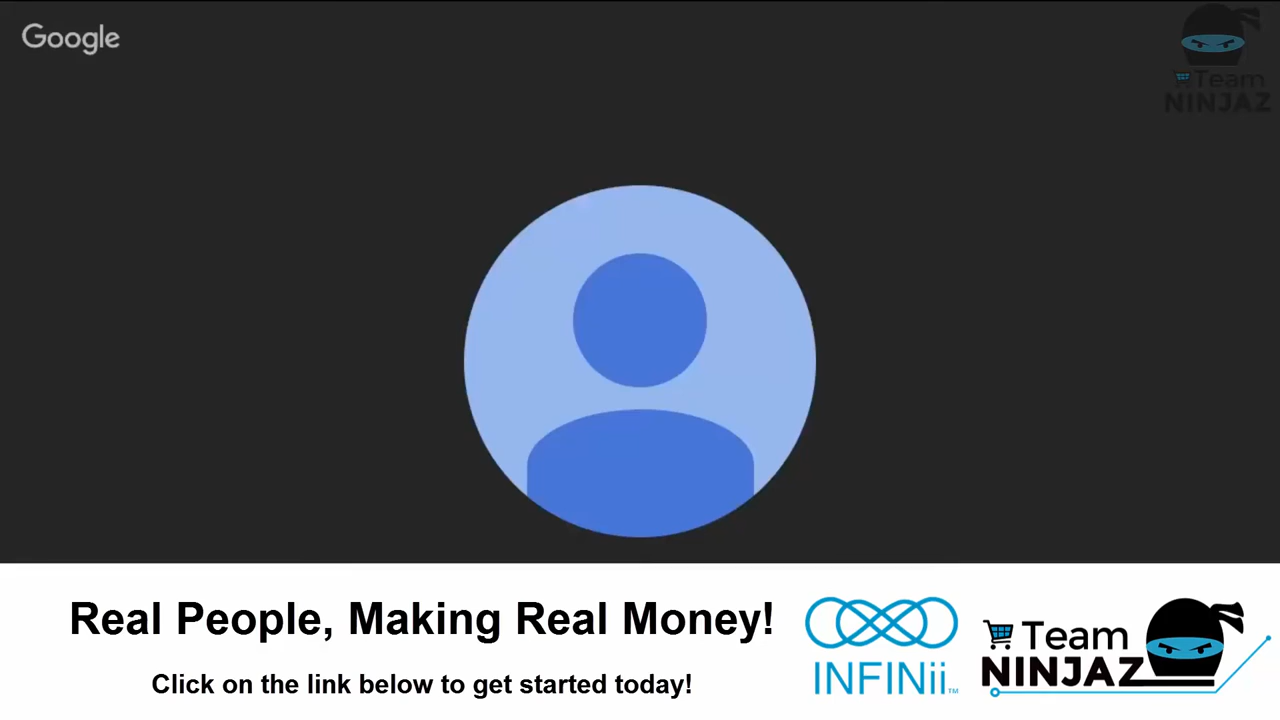 Google
Team
NINJAZ
Real People, Making Real Money!
Click on the link below to get started today!
INFINii™
Team
NINJAZ